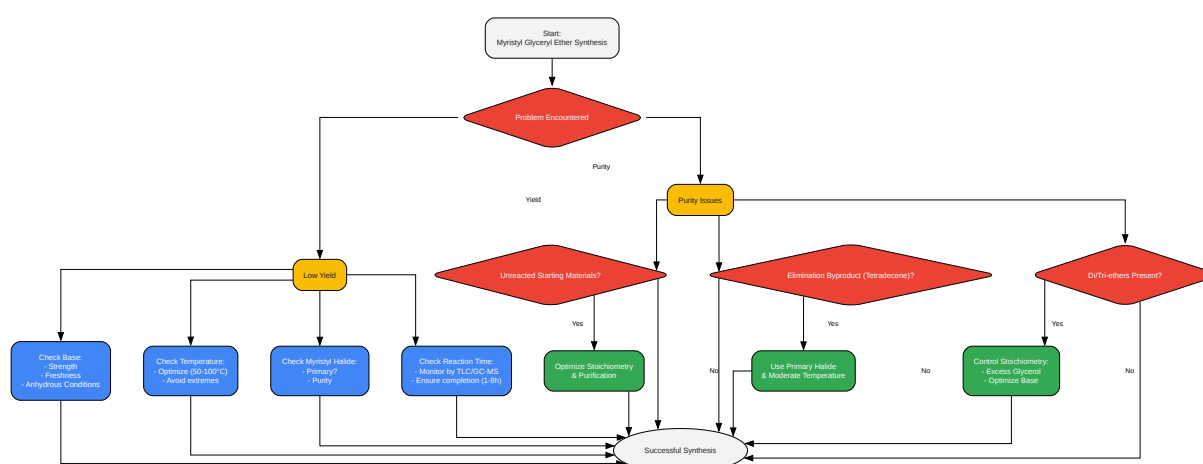 Start:
Myristyl Glyceryl Ether Synthesis
Problem Encountered
Purity
Yield
Purity Issues
Low Yield
Unreacted Starting Materials?
Elimination Byproduct (Tetradecene)?
Di/Tri-ethers Present?
Yes
Yes
Yes
Check Base:
- Strength
- Freshness
- Anhydrous Conditions
Check Temperature:
- Optimize (50-100°C)
- Avoid extremes
Check Myristyl Halide:
- Primary?
- Purity
Check Reaction Time:
- Monitor by TLC/GC-MS
- Ensure completion (1-8h)
Optimize Stoichiometry
& Purification
No
Use Primary Halide
& Moderate Temperature
No
Control Stoichiometry:
- Excess Glycerol
- Optimize Base
No
Successful Synthesis